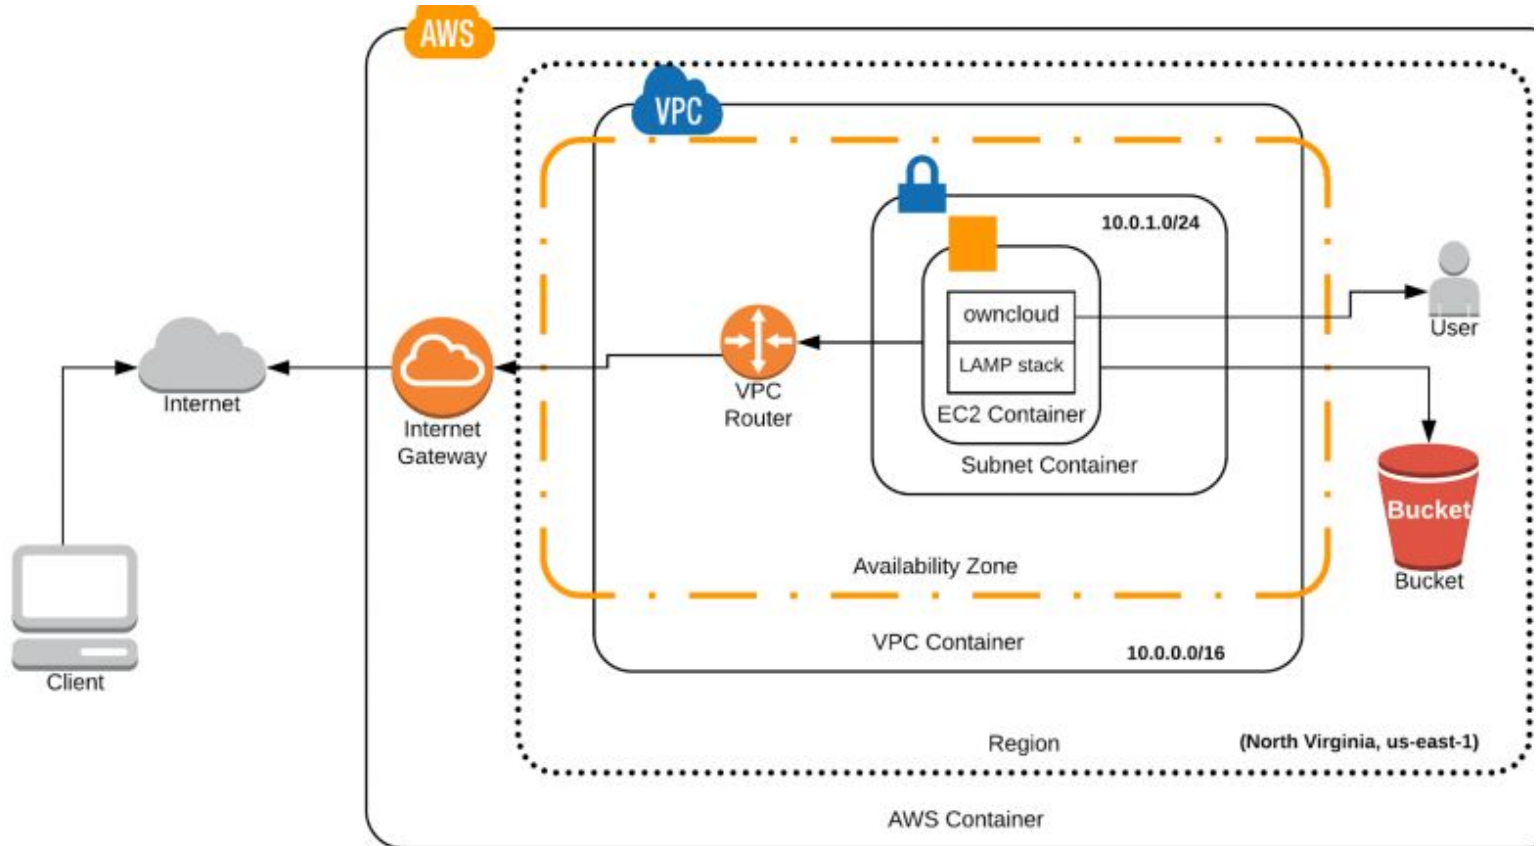 AWS
VPC
10.0.1.0/24
owncloud
LAMP stack
EC2 Container
Subnet Container
VPC
Router
Internet
Gateway
Internet
Client
User
Bucket
Bucket
Availability Zone
VPC Container
10.0.0.0/16
Region
(North Virginia, us-east-1)
AWS Container